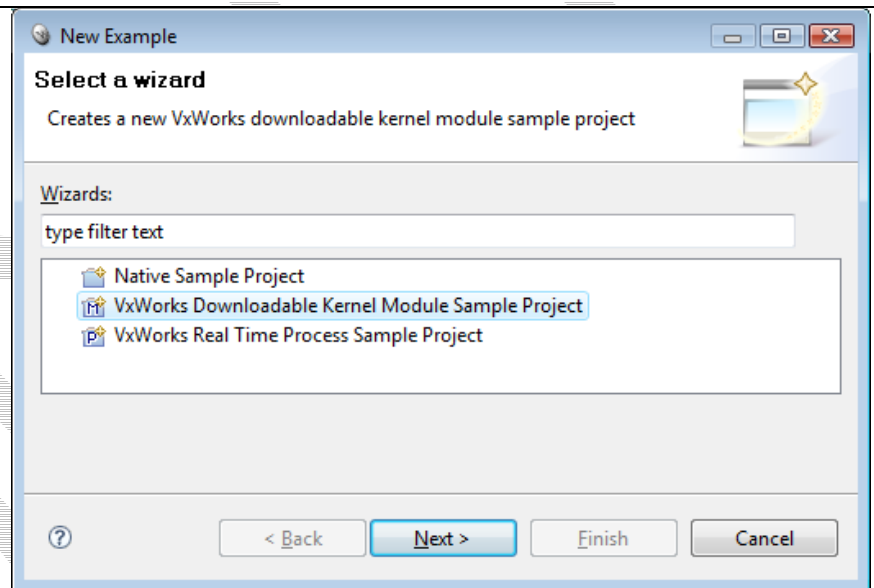 New Example
Select a wizard
Creates a new VxWorks downloadable kernel module sample project
Wizards:
type filter text
Native Sample Project
VxWorks Downloadable Kernel Module Sample Project
VxWorks Real Time Process Sample Project
< Back Next > Finish Cancel